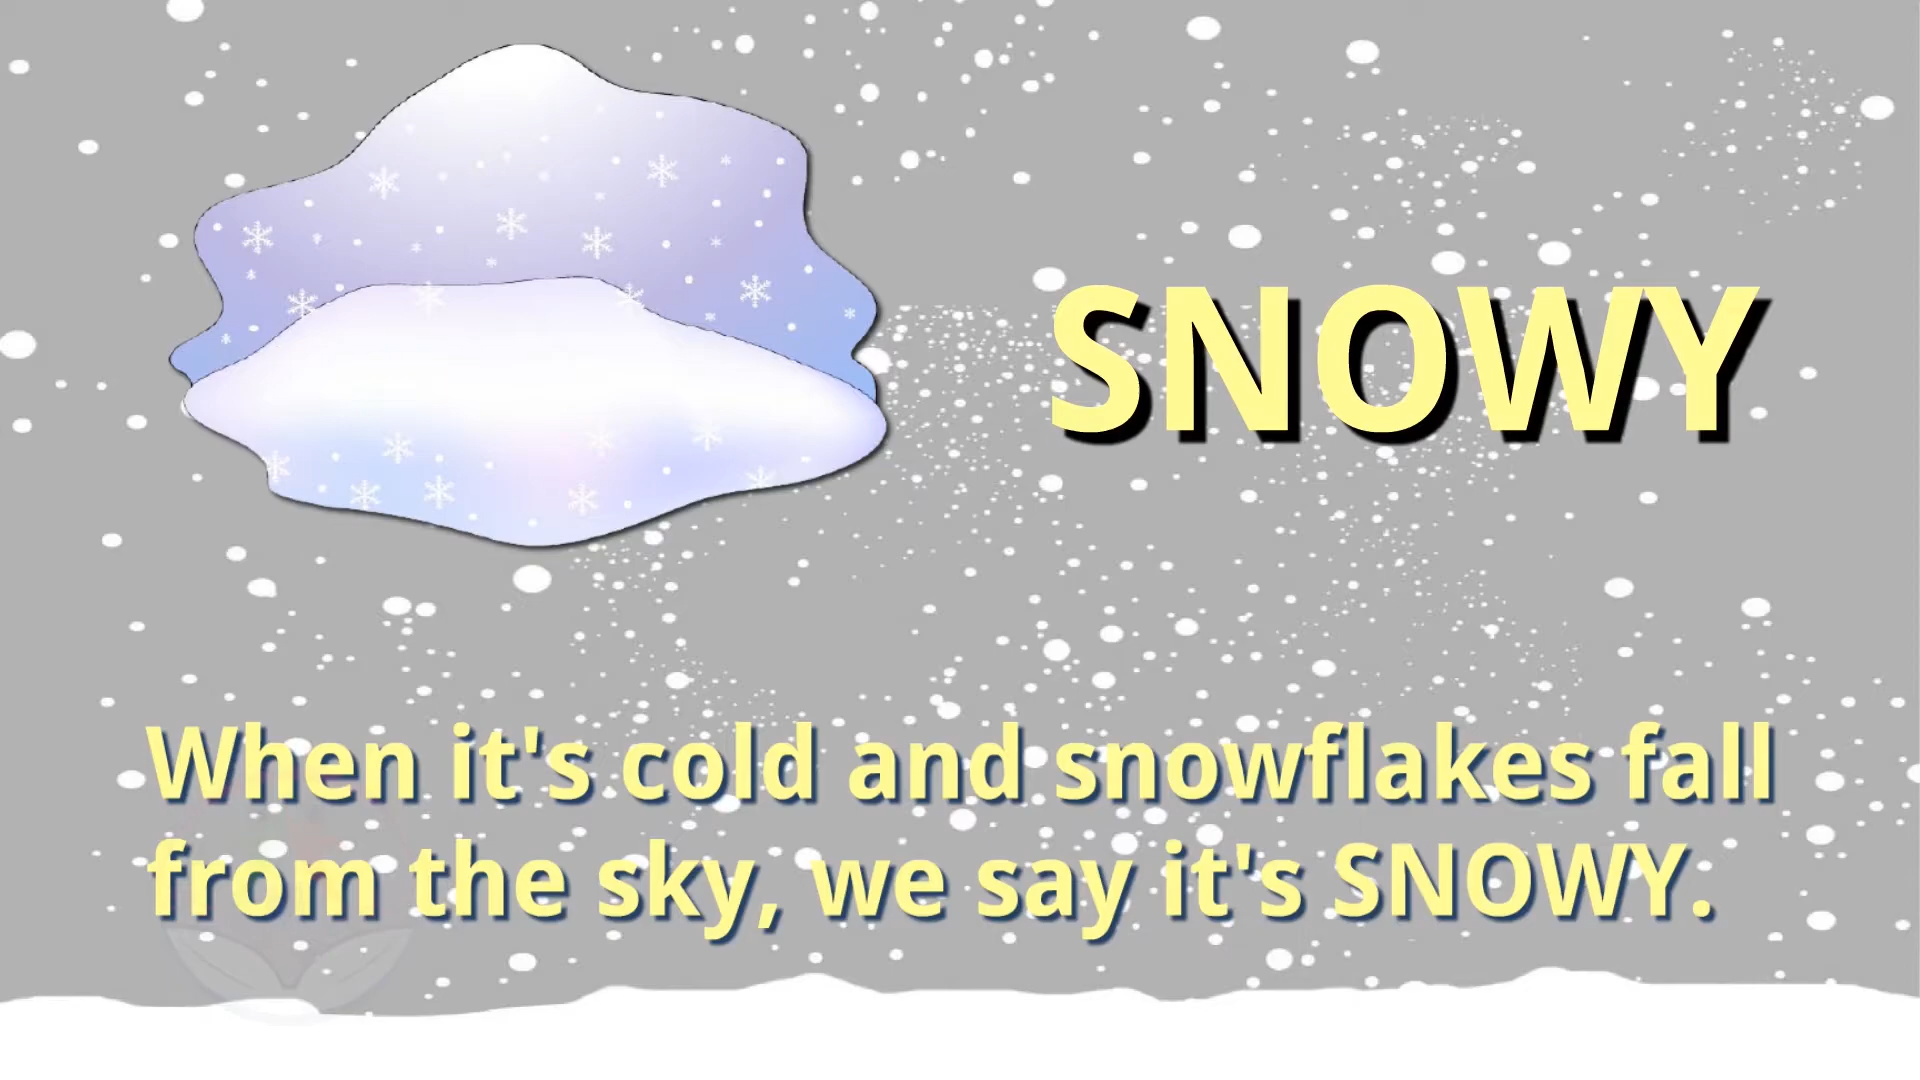 SNOWY
When it's cold and snowflakes fall
from the sky, we say it's SNOWY.